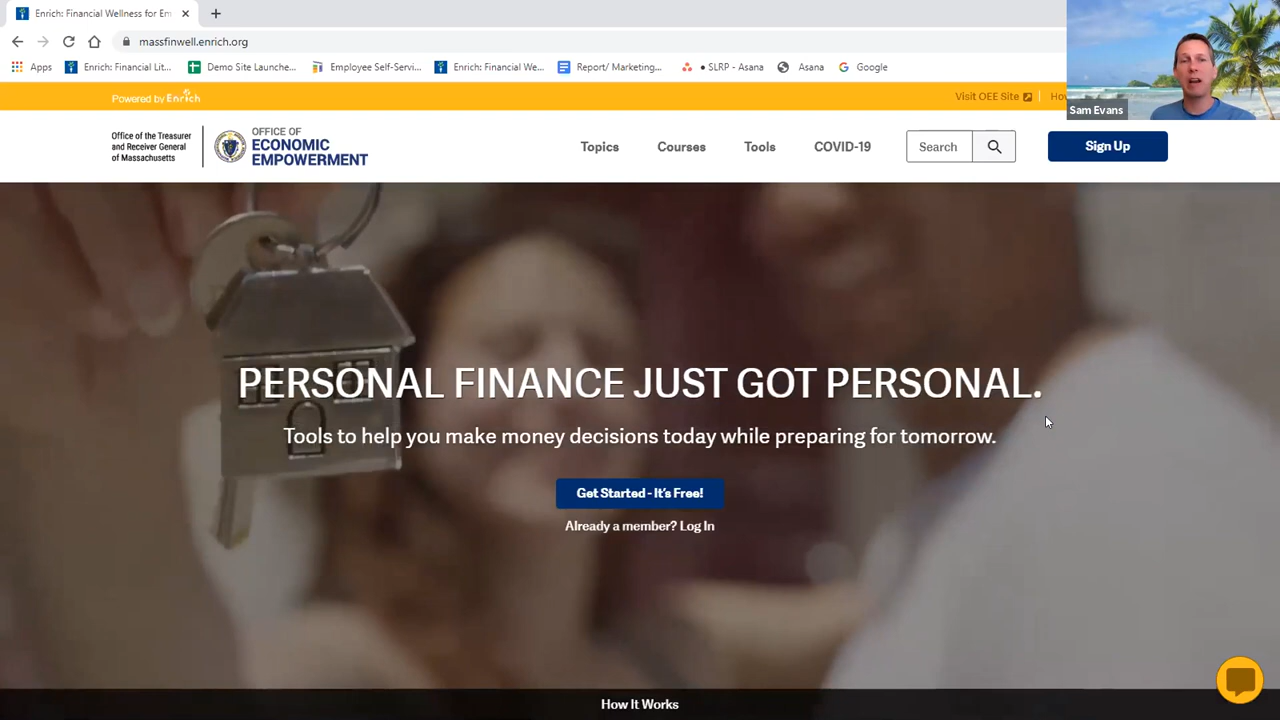 Enrich: Financial Wellness for Em
massfinwell.enrich.org
Apps
Enrich: Financial Lit...
Demo Site Launche...
Employee Self-Servi...
Enrich: Financial We...
Report/ Marketing...
• SLRP - Asana
Asana
Google
Sam Evans
Powered by Enrich
Visit OEE Site
Office of the Treasurer
and Receiver General
of Massachusetts
OFFICE OF
ECONOMIC
EMPOWERMENT
Topics
Courses
Tools
COVID-19
Search
Sign Up
PERSONAL FINANCE JUST GOT PERSONAL.
Tools to help you make money decisions today while preparing for tomorrow.
Get Started - It's Free!
Already a member? Log In
How It Works